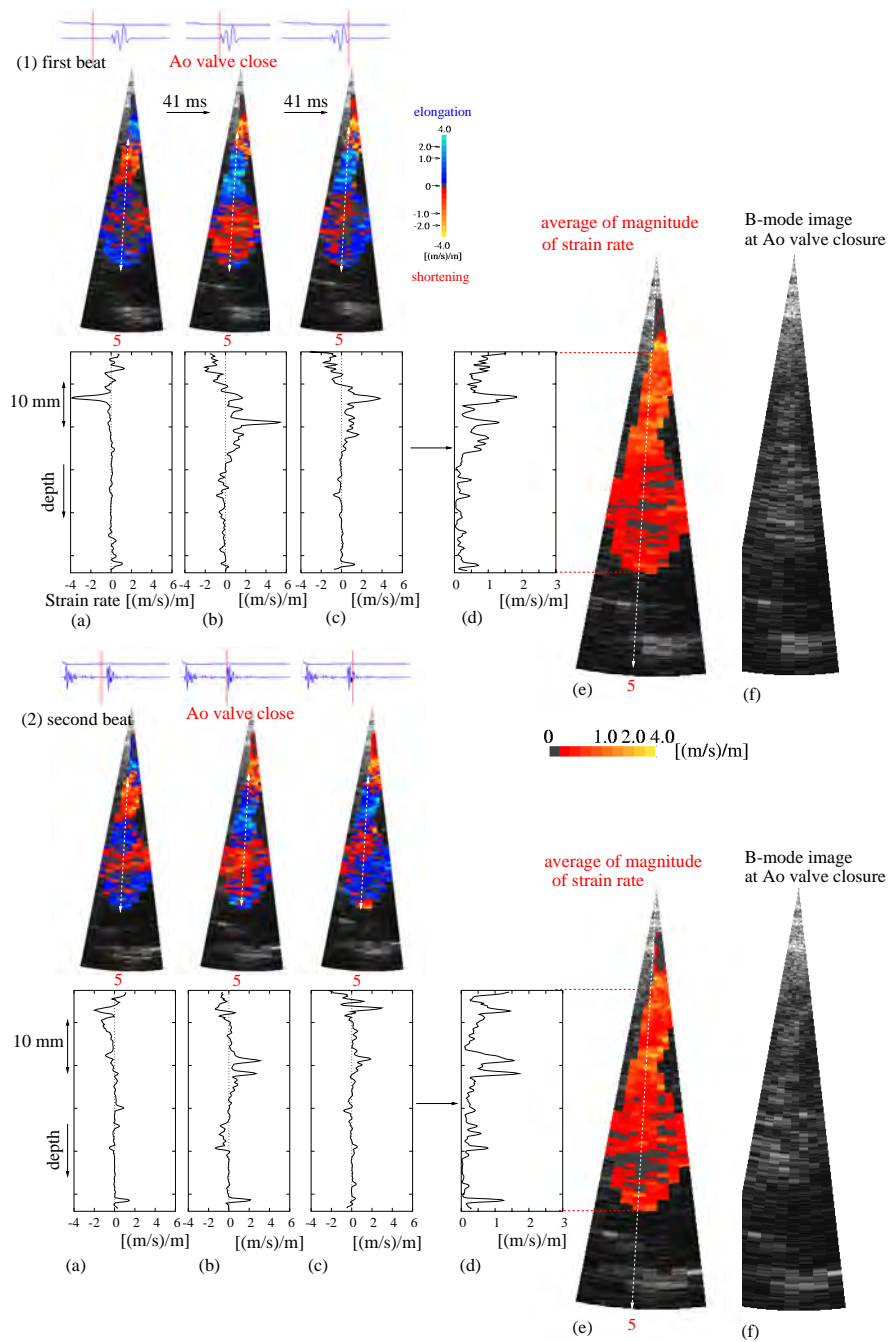 (1) first beat
Ao valve close
41 ms
41 ms
elongation
4.0
2.0
1.0
0
-1.0
-2.0
-4.0
[(m/s)/m]
shortening
average of magnitude
of strain rate
B-mode image
at Ao valve closure
5
5
5
10 mm
depth
-4 -2 0 2 4 6
-4 -2 0 2 4 6
-4 -2 0 2 4 6
0 1 2 3
Strain rate [(m/s)/m]
[(m/s)/m]
[(m/s)/m]
[(m/s)/m]
(a)
(b)
(c)
(d)
(e)
5
(f)
(2) second beat
Ao valve close
0 1.0 2.0 4.0
[(m/s)/m]
average of magnitude
of strain rate
B-mode image
at Ao valve closure
5
5
5
10 mm
depth
-4 -2 0 2 4 6
-4 -2 0 2 4 6
-4 -2 0 2 4 6
0 1 2 3
[(m/s)/m]
[(m/s)/m]
[(m/s)/m]
[(m/s)/m]
(a)
(b)
(c)
(d)
(e)
5
(f)